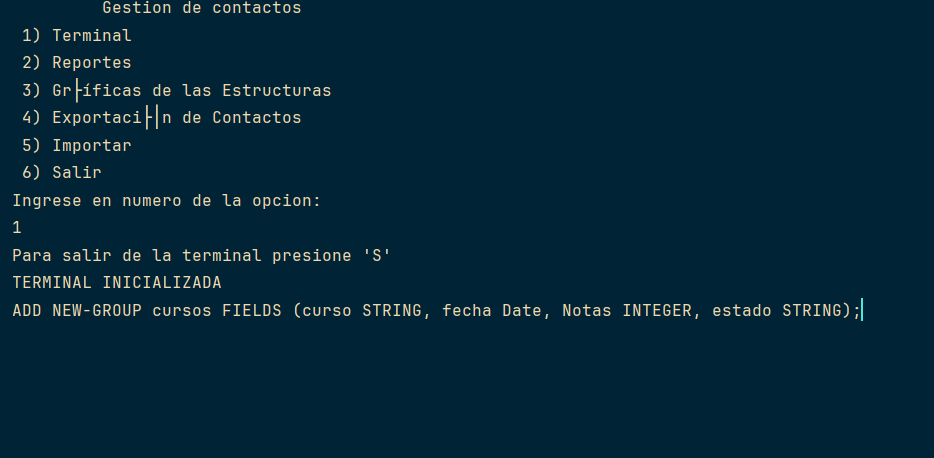 Gestion de contactos
1) Terminal
2) Reportes
3) Gr├íficas de las Estructuras
4) Exportaci├│n de Contactos
5) Importar
6) Salir
Ingrese en numero de la opcion:
1
Para salir de la terminal presione 'S'
TERMINAL INICIALIZADA
ADD NEW-GROUP cursos FIELDS (curso STRING, fecha Date, Notas INTEGER, estado STRING);